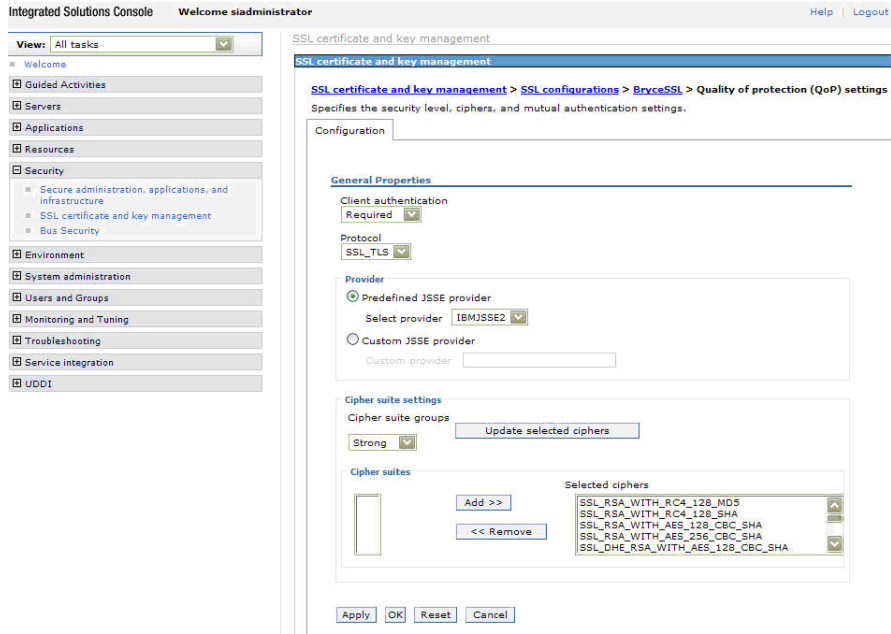 Integrated Solutions Console Welcome siadministrator Help | Logout
View: All tasks
Welcome
Guided Activities
Servers
Applications
Resources
Security
Secure administration, applications, and
infrastructure
SSL certificate and key management
Bus Security
Environment
System administration
Users and Groups
Monitoring and Tuning
Troubleshooting
Service integration
UDDI
SSL certificate and key management
SSL certificate and key management
SSL certificate and key management > SSL configurations > BryceSSL > Quality of protection (QoP) settings
Specifies the security level, ciphers, and mutual authentication settings.
Configuration
General Properties
Client authentication
Required
Protocol
SSL_TLS
Provider
Predefined JSSE provider
Select provider IBMJSSE2
Custom JSSE provider
Custom provider
Cipher suite settings
Cipher suite groups
Strong
Update selected ciphers
Cipher suites
Add >>
<< Remove
Selected ciphers
SSL_RSA_WITH_RC4_128_MD5
SSL_RSA_WITH_RC4_128_SHA
SSL_RSA_WITH_AES_128_CBC_SHA
SSL_RSA_WITH_AES_256_CBC_SHA
SSL_DHE_RSA_WITH_AES_128_CBC_SHA
Apply OK Reset Cancel